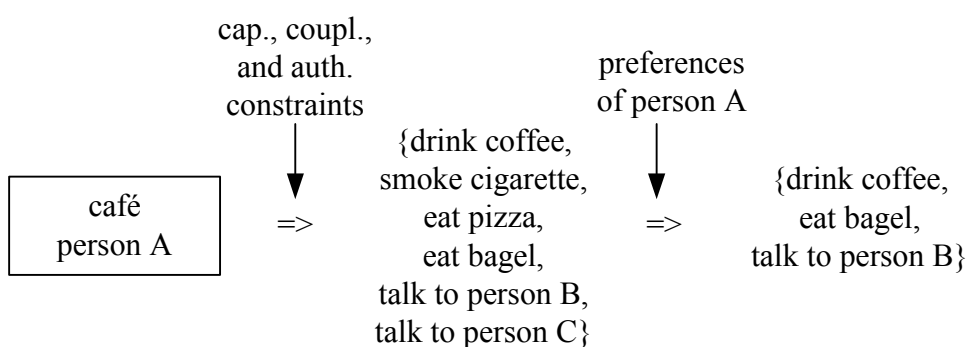 cap., coupl.,
and auth.
constraints
preferences
of person A
café
person A
=>
{drink coffee,
smoke cigarette,
eat pizza,
eat bagel,
talk to person B,
talk to person C}
=>
{drink coffee,
eat bagel,
talk to person B}